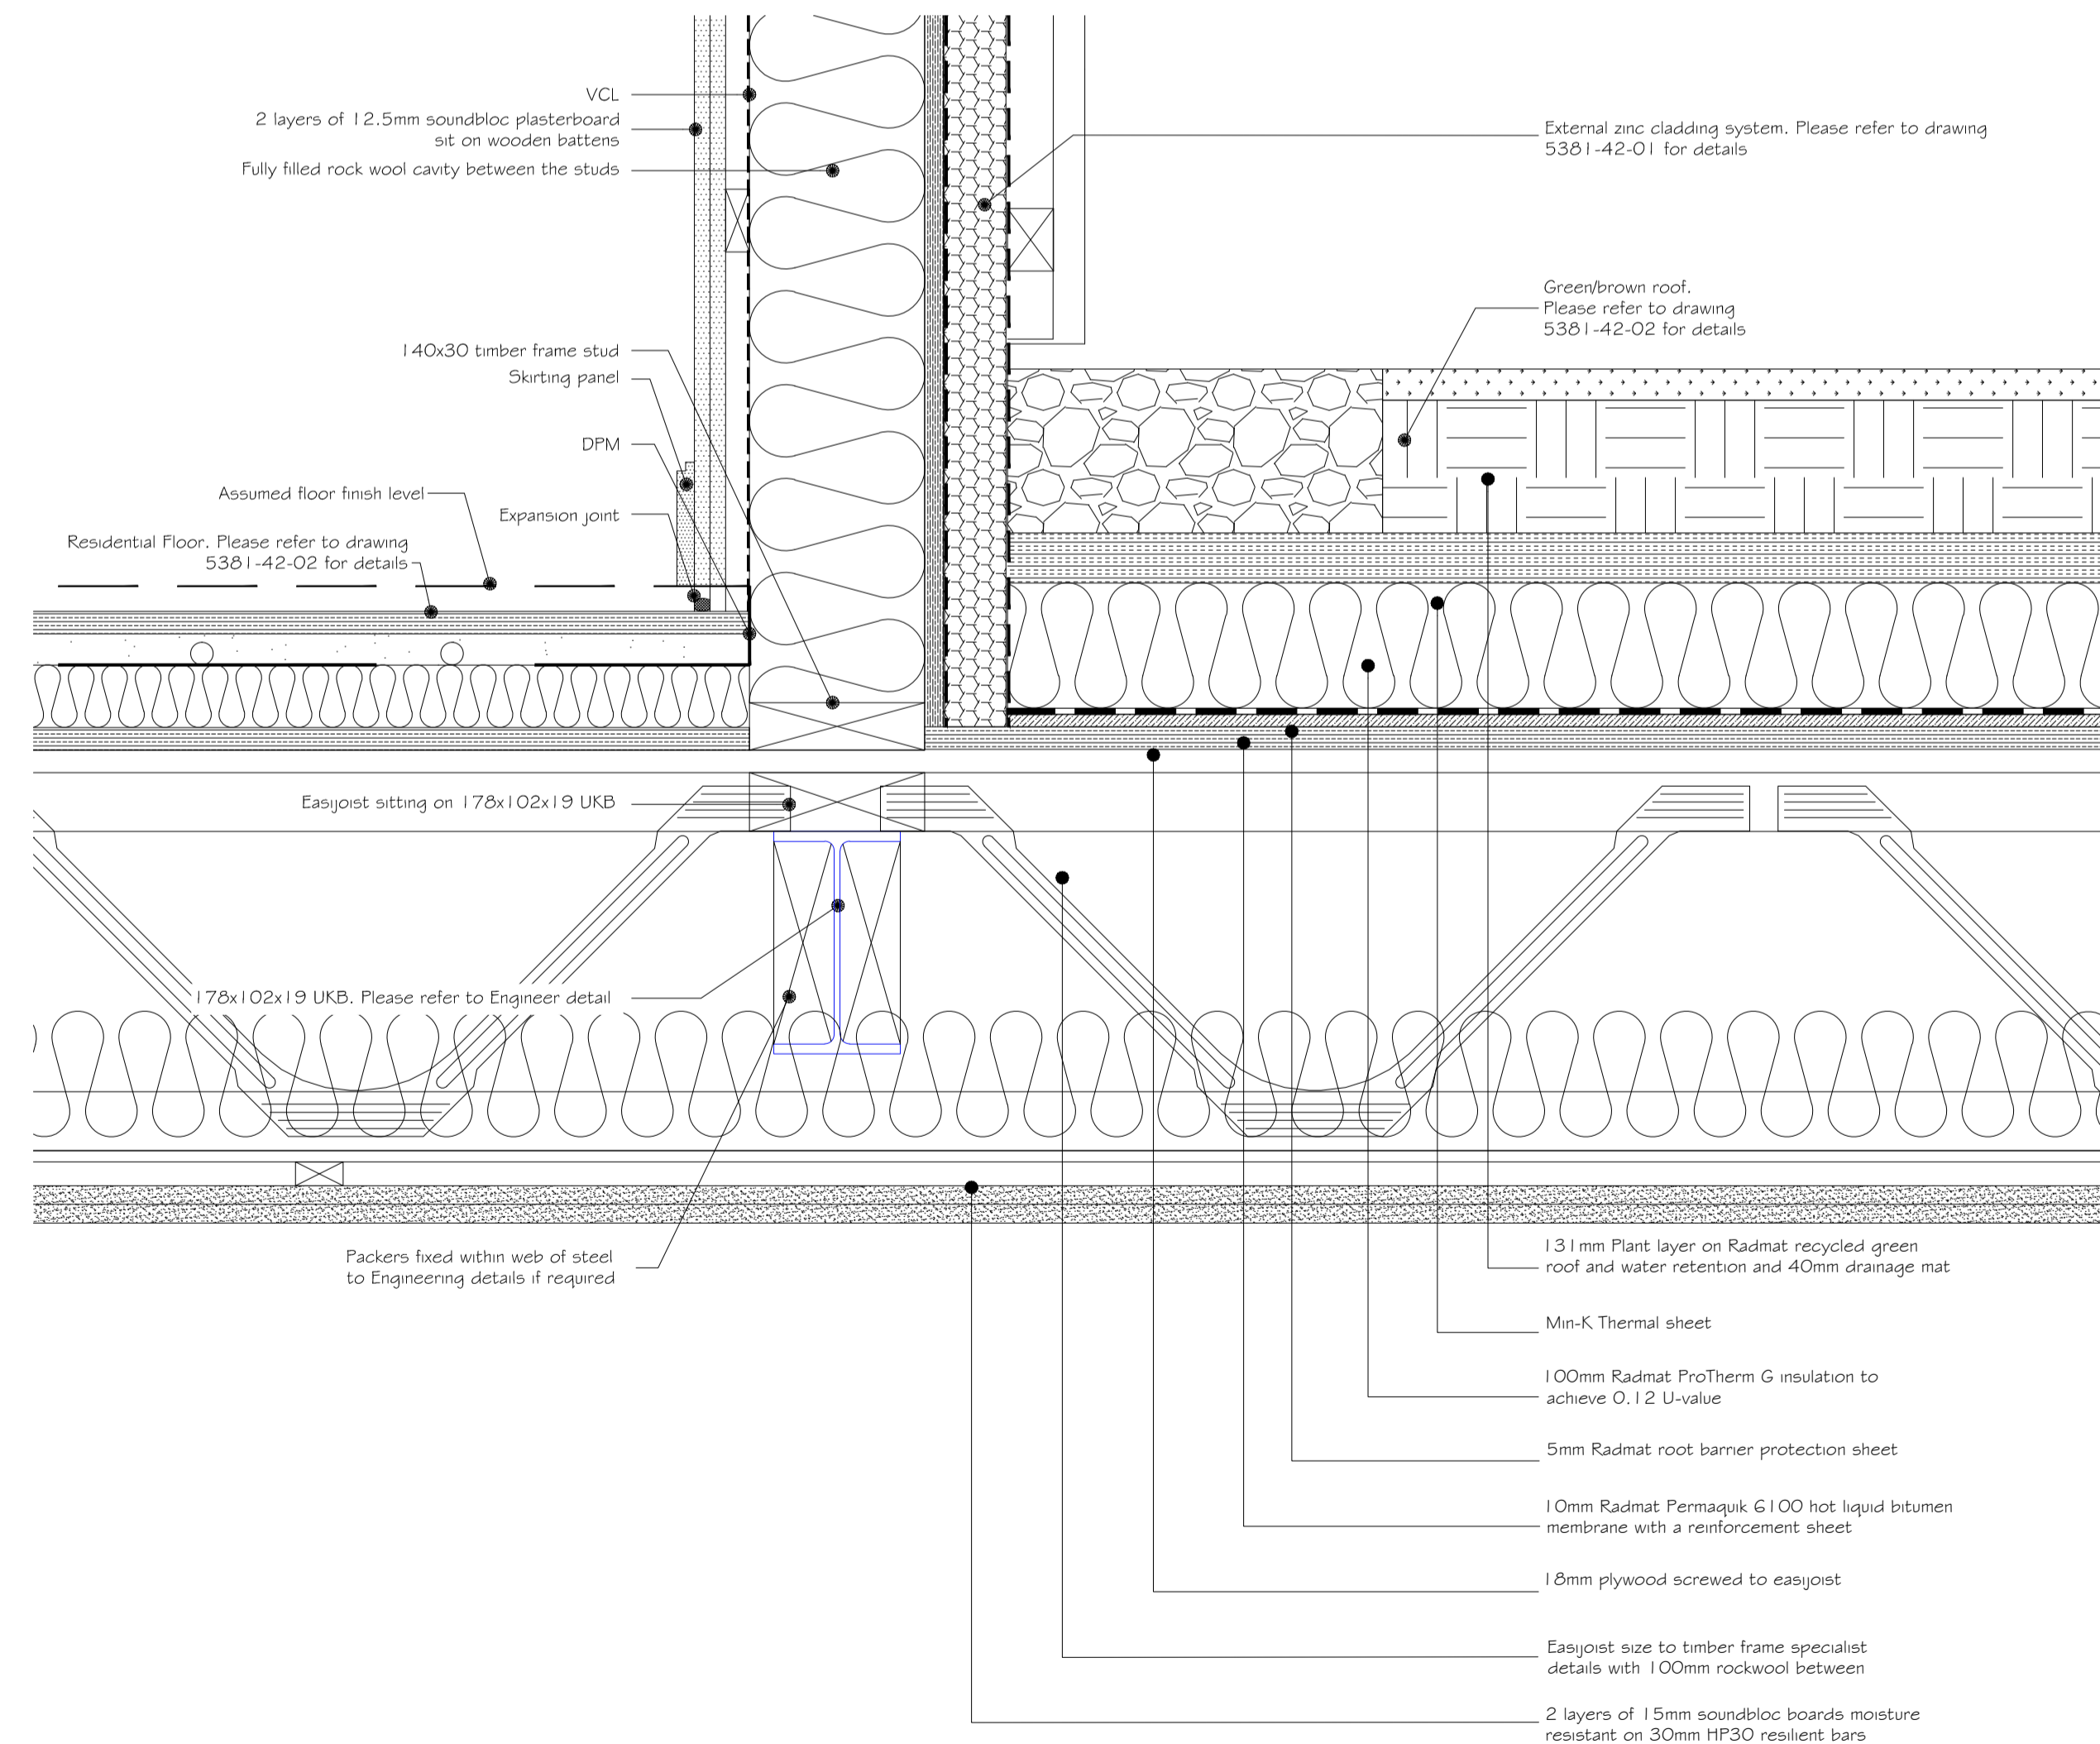 VCL
2 layers of 12.5mm soundbloc plasterboard
sit on wooden battens
Fully filled rock wool cavity between the studs
140x30 timber frame stud
Skirting panel
DPM
Assumed floor finish level
Expansion joint
Residential Floor. Please refer to drawing
5381-42-02 for details
Easijoist sitting on 178x102x19 UKB
178x102x19 UKB. Please refer to Engineer detail
Packers fixed within web of steel
to Engineering details if required
External zinc cladding system. Please refer to drawing
5381-42-01 for details
Green/brown roof.
Please refer to drawing
5381-42-02 for details
131mm Plant layer on Radmat recycled green
roof and water retention and 40mm drainage mat
Min-K Thermal sheet
100mm Radmat ProTherm G insulation to
achieve 0.12 U-value
5mm Radmat root barrier protection sheet
10mm Radmat Permaquik 6100 hot liquid bitumen
membrane with a reinforcement sheet
18mm plywood screwed to easijoist
Easijoist size to timber frame specialist
details with 100mm rockwool between
2 layers of 15mm soundbloc boards moisture
resistant on 30mm HP30 resilient bars